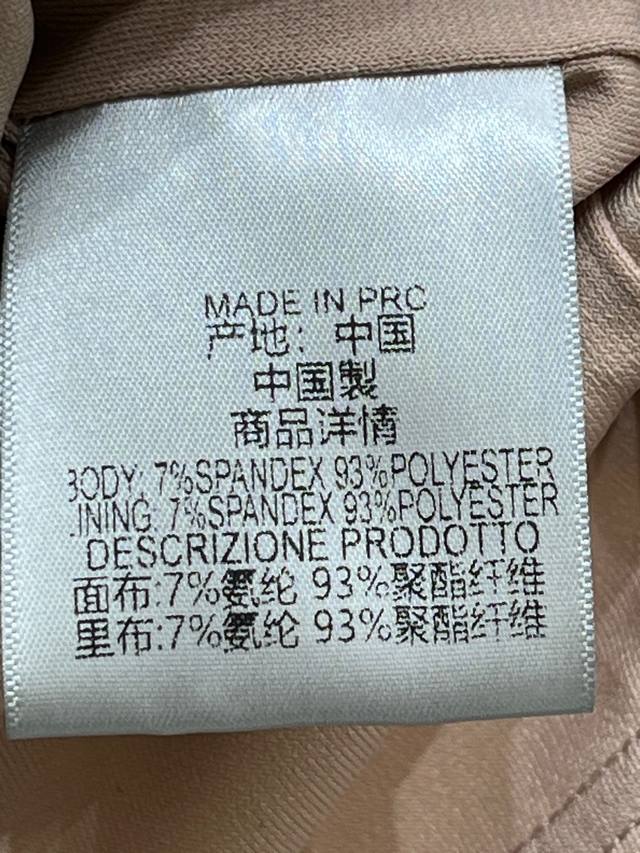 MADE IN PRC
产地：中国
中国製
商品详情
BODY: 7%SPANDEX 93%POLYESTER
LINING: 7%SPANDEX 93%POLYESTER
DESCRIZIONE PRODOTTO
面布:7%氨纶 93%聚酯纤维
里布:7%氨纶 93%聚酯纤维